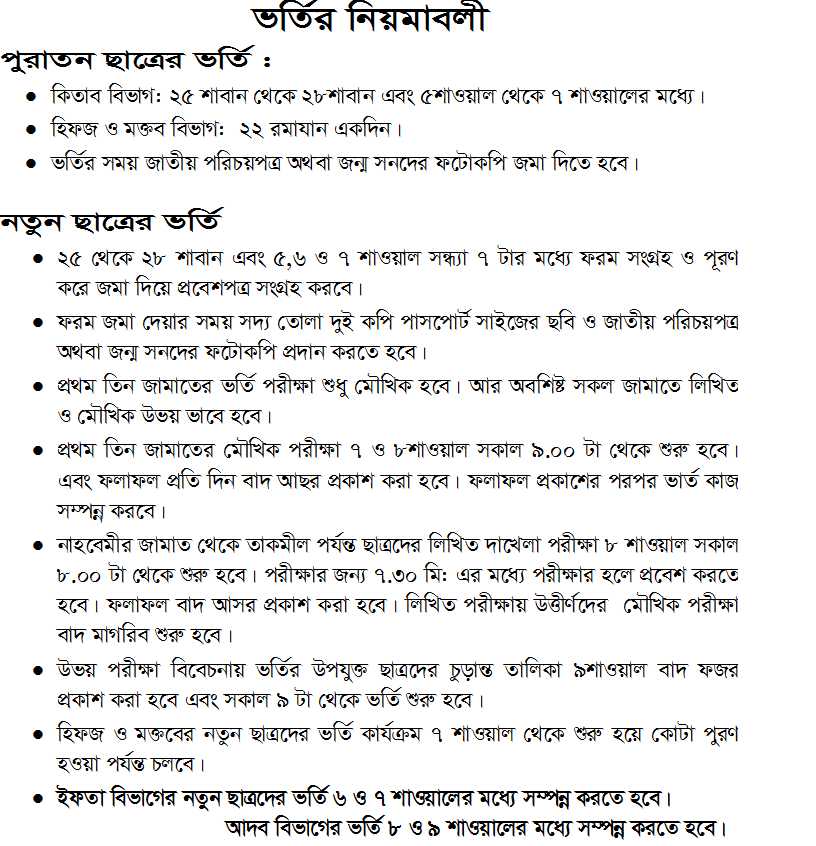 ভর্তির নিয়মাবলী
পুরাতন ছাত্রের ভর্তি :
● কিতাব বিভাগ: ২৫ শাবান থেকে ২৮শাবান এবং ৫শাওয়াল থেকে ৭ শাওয়ালের মধ্যে।
● হিফজ ও মক্তব বিভাগ: ২২ রমাযান একদিন।
● ভর্তির সময় জাতীয় পরিচয়পত্র অথবা জন্ম সনদের ফটোকপি জমা দিতে হবে।
নতুন ছাত্রের ভর্তি
● ২৫ থেকে ২৮ শাবান এবং ৫,৬ ও ৭ শাওয়াল সন্ধ্যা ৭ টার মধ্যে ফরম সংগ্রহ ও পূরণ
করে জমা দিয়ে প্রবেশপত্র সংগ্রহ করবে।
● ফরম জমা দেয়ার সময় সদ্য তোলা দুই কপি পাসপোর্ট সাইজের ছবি ও জাতীয় পরিচয়পত্র
অথবা জন্ম সনদের ফটোকপি প্রদান করতে হবে।
● প্রথম তিন জামাতের ভর্তি পরীক্ষা শুধু মৌখিক হবে। আর অবশিষ্ট সকল জামাতে লিখিত
ও মৌখিক উভয় ভাবে হবে।
● প্রথম তিন জামাতের মৌখিক পরীক্ষা ৭ ও ৮শাওয়াল সকাল ৯.০০ টা থেকে শুরু হবে।
এবং ফলাফল প্রতি দিন বাদ আছর প্রকাশ করা হবে। ফলাফল প্রকাশের পরপর ভার্ত কাজ
সম্পন্ন করবে।
● নাহবেমীর জামাত থেকে তাকমীল পর্যন্ত ছাত্রদের লিখিত দাখেলা পরীক্ষা ৮ শাওয়াল সকাল
৮.০০ টা থেকে শুরু হবে। পরীক্ষার জন্য ৭.৩০ মি: এর মধ্যে পরীক্ষার হলে প্রবেশ করতে
হবে। ফলাফল বাদ আসর প্রকাশ করা হবে। লিখিত পরীক্ষায় উত্তীর্ণদের মৌখিক পরীক্ষা
বাদ মাগরিব শুরু হবে।
● উভয় পরীক্ষা বিবেচনায় ভর্তির উপযুক্ত ছাত্রদের চুড়ান্ত তালিকা ৯শাওয়াল বাদ ফজর
প্রকাশ করা হবে এবং সকাল ৯ টা থেকে ভর্তি শুরু হবে।
● হিফজ ও মক্তবের নতুন ছাত্রদের ভর্তি কার্যক্রম ৭ শাওয়াল থেকে শুরু হয়ে কোটা পুরণ
হওয়া পর্যন্ত চলবে।
● ইফতা বিভাগের নতুন ছাত্রদের ভর্তি ৬ ও ৭ শাওয়ালের মধ্যে সম্পন্ন করতে হবে।
আদব বিভাগের ভর্তি ৮ ও ৯ শাওয়ালের মধ্যে সম্পন্ন করতে হবে।